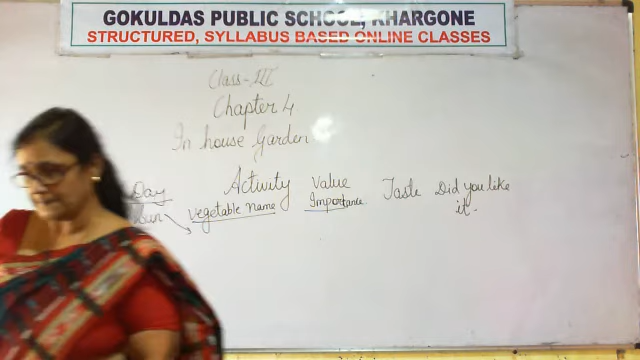 GOKULDAS PUBLIC SCHOOL, KHARGONE
STRUCTURED, SYLLABUS BASED ONLINE CLASSES
Class-III
Chapter 4
In house Garden
Activity
Day Vegetable Name Value Importance Taste Did you like it.